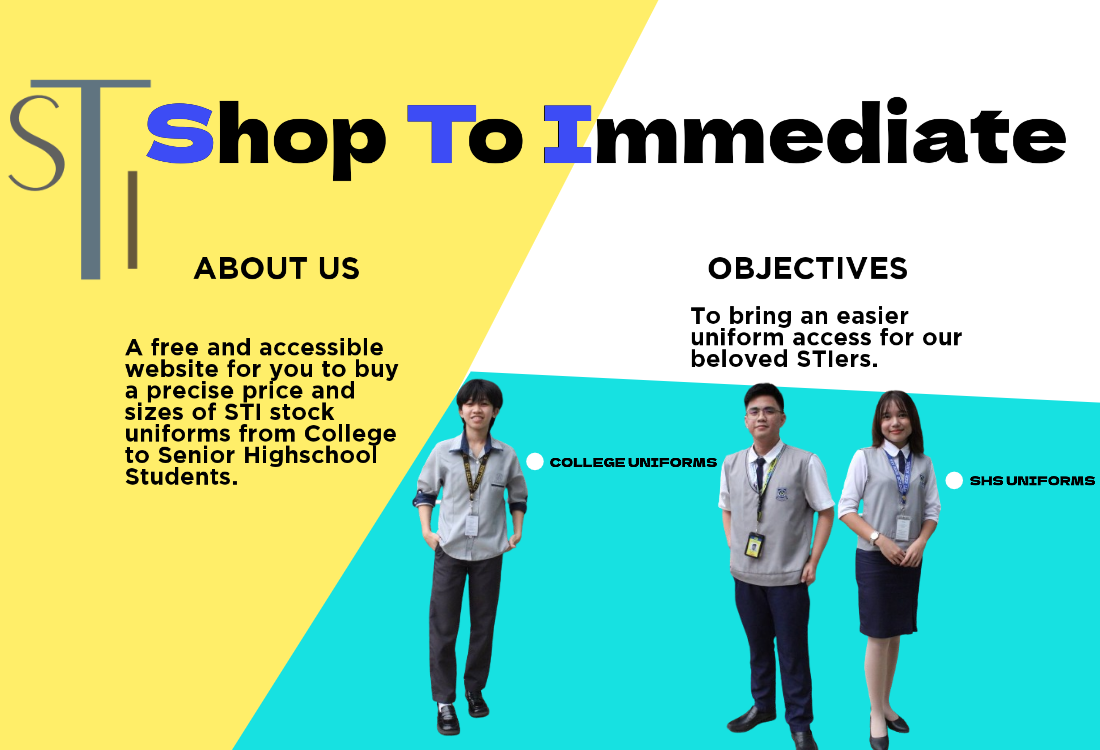 STI
Shop To Immediate
ABOUT US
A free and accessible
website for you to buy
a precise price and
sizes of STI stock
uniforms from College
to Senior Highschool
Students.
OBJECTIVES
To bring an easier
uniform access for our
beloved STIers.
COLLEGE UNIFORMS
SHS UNIFORMS